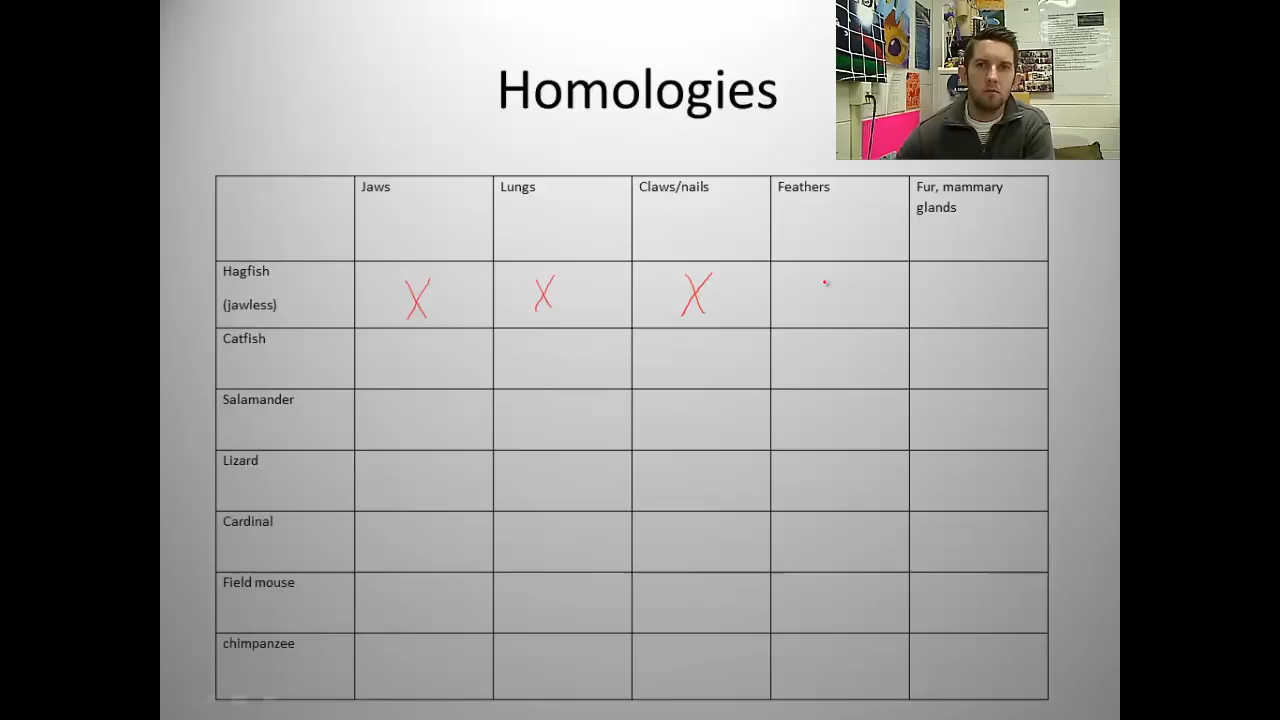 Homologies
Jaws
Lungs
Claws/nails
Feathers
Fur, mammary
glands
Hagfish
(jawless)
X
X
X
Catfish
Salamander
Lizard
Cardinal
Field mouse
chimpanzee